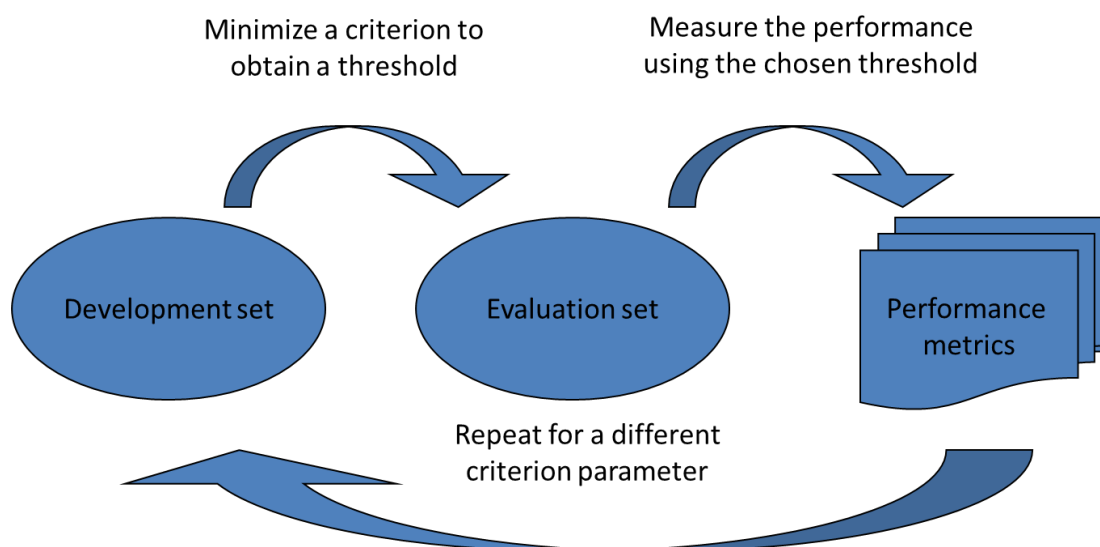 Minimize a criterion to
obtain a threshold
Measure the performance
using the chosen threshold
Development set
Evaluation set
Performance
metrics
Repeat for a different
criterion parameter